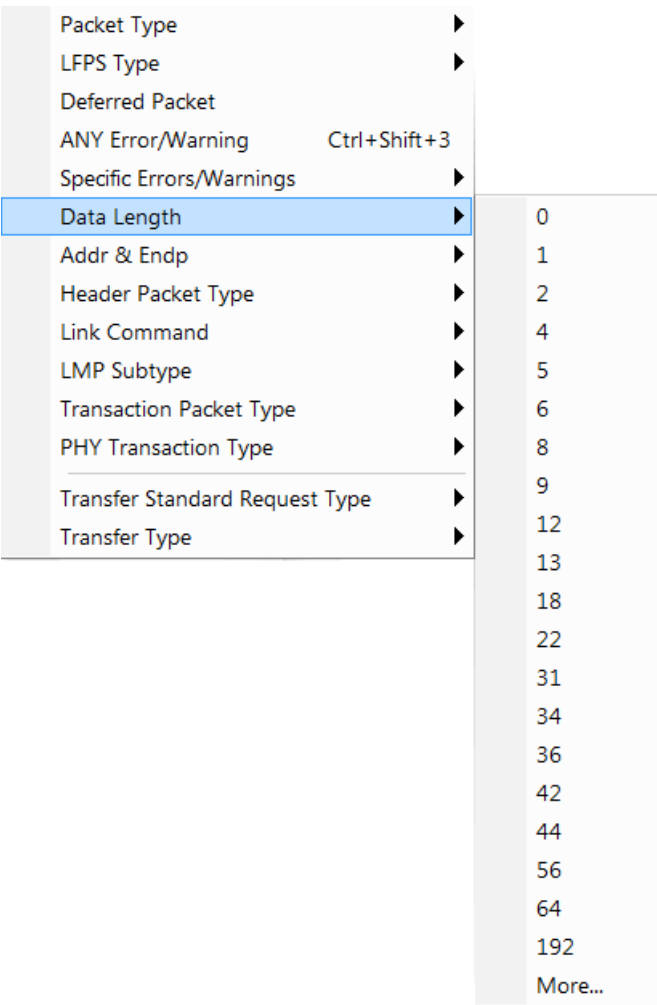 Packet Type
LFPS Type
Deferred Packet
ANY Error/Warning Ctrl+Shift+3
Specific Errors/Warnings
Data Length
Addr & Endp
Header Packet Type
Link Command
LMP Subtype
Transaction Packet Type
PHY Transaction Type
Transfer Standard Request Type
Transfer Type
0
1
2
4
5
6
8
9
12
13
18
22
31
34
36
42
44
56
64
192
More...